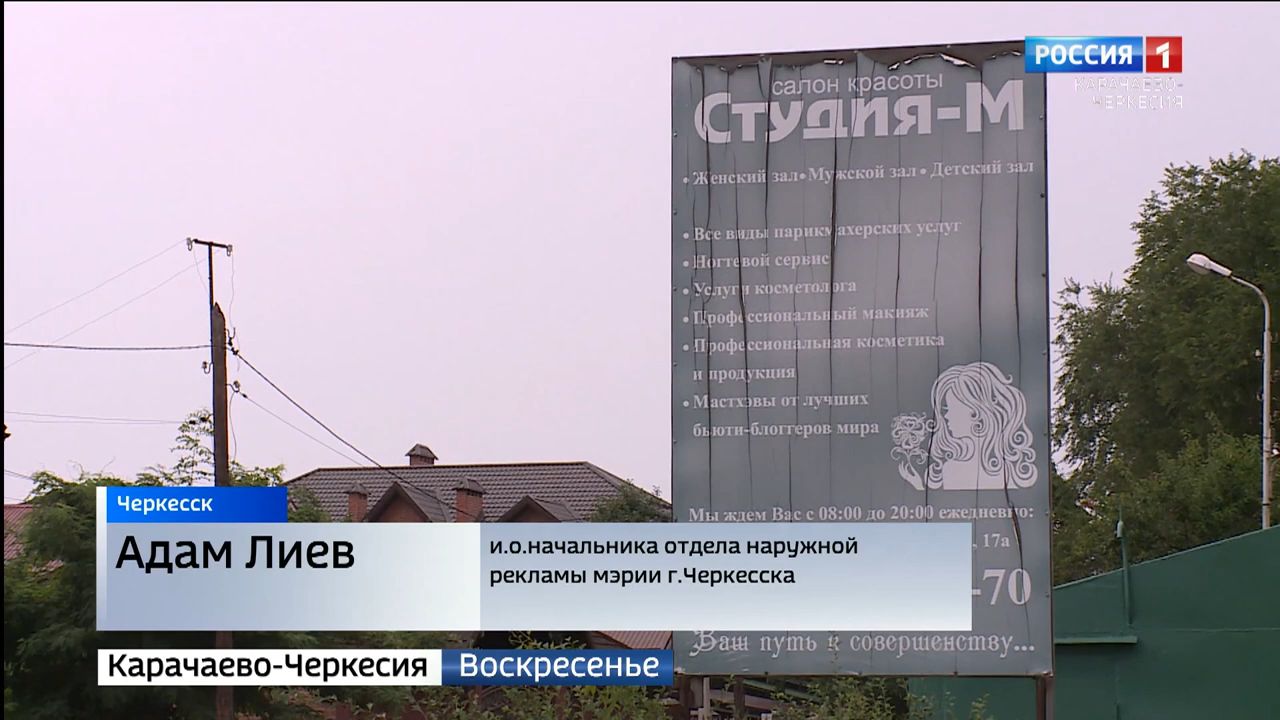 РОССИЯ 1
КАРАЧАЕВО-
ЧЕРКЕСИЯ
салон красоты
Студия-М
• Женский зал • Мужской зал • Детский зал
• Все виды парикмахерских услуг
• Ногтевой сервис
• Услуги косметолога
• Профессиональный макияж
• Профессиональная косметика
и продукция
• Мастхэвы от лучших
бьюти-блоггеров мира
Мы ждем Вас с 08:00 до 20:00 ежедневно:
, 17а
-70
Ваш путь к совершенству...
Черкесск
Адам Лиев
и.о.начальника отдела наружной
рекламы мэрии г.Черкесска
Карачаево-Черкесия Воскресенье